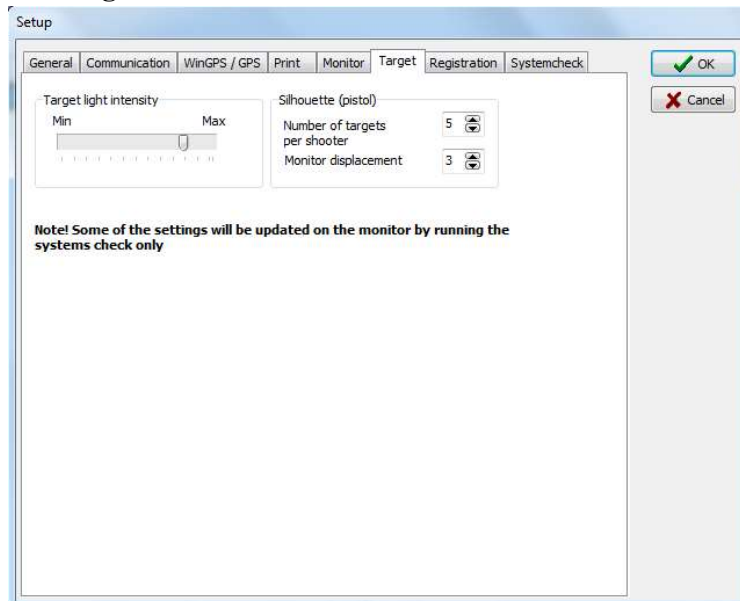 Setup
General Communication WinGPS / GPS Print Monitor Target Registration Systemcheck
OK
Cancel
Target light intensity
Min Max
Silhouette (pistol)
Number of targets
per shooter
5
Monitor displacement 3
Note! Some of the settings will be updated on the monitor by running the
systems check only